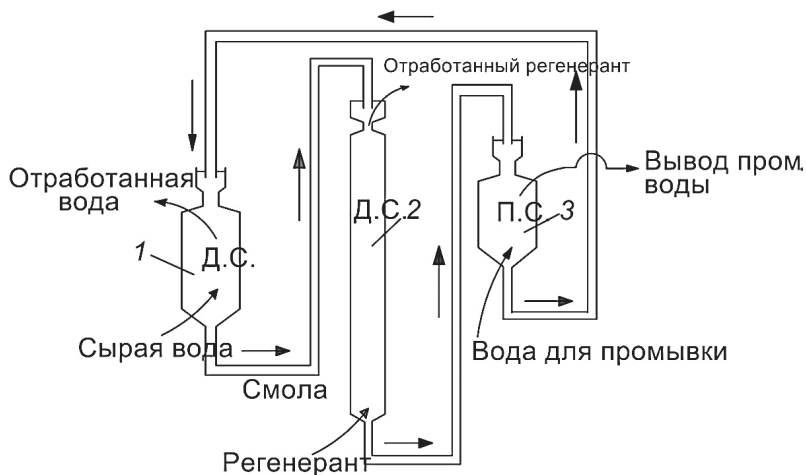 Отработанный регенерант
Отработанная
вода
Вывод пром.
воды
Д.С. 2
П.С. 3
1 Д.С.
Сырая вода
Вода для промывки
Смола
Регенерант